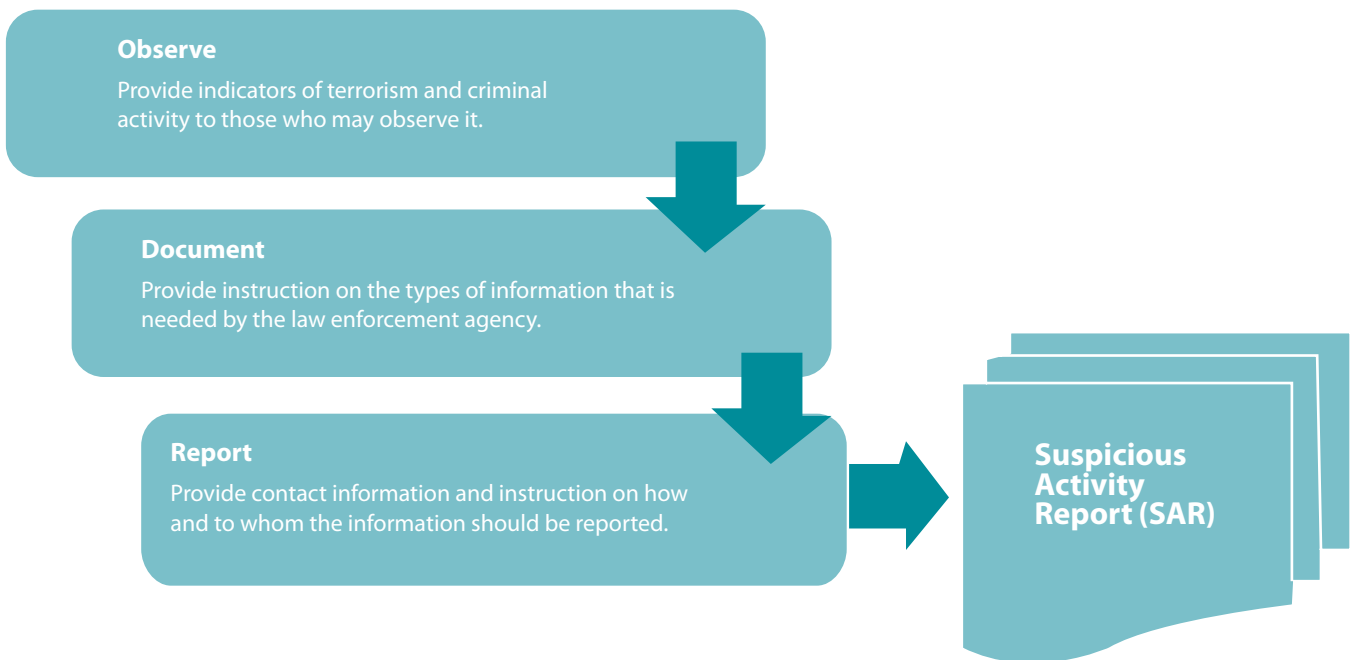 Observe
Provide indicators of terrorism and criminal
activity to those who may observe it.
Document
Provide instruction on the types of information that is
needed by the law enforcement agency.
Report
Provide contact information and instruction on how
and to whom the information should be reported.
Suspicious
Activity
Report (SAR)